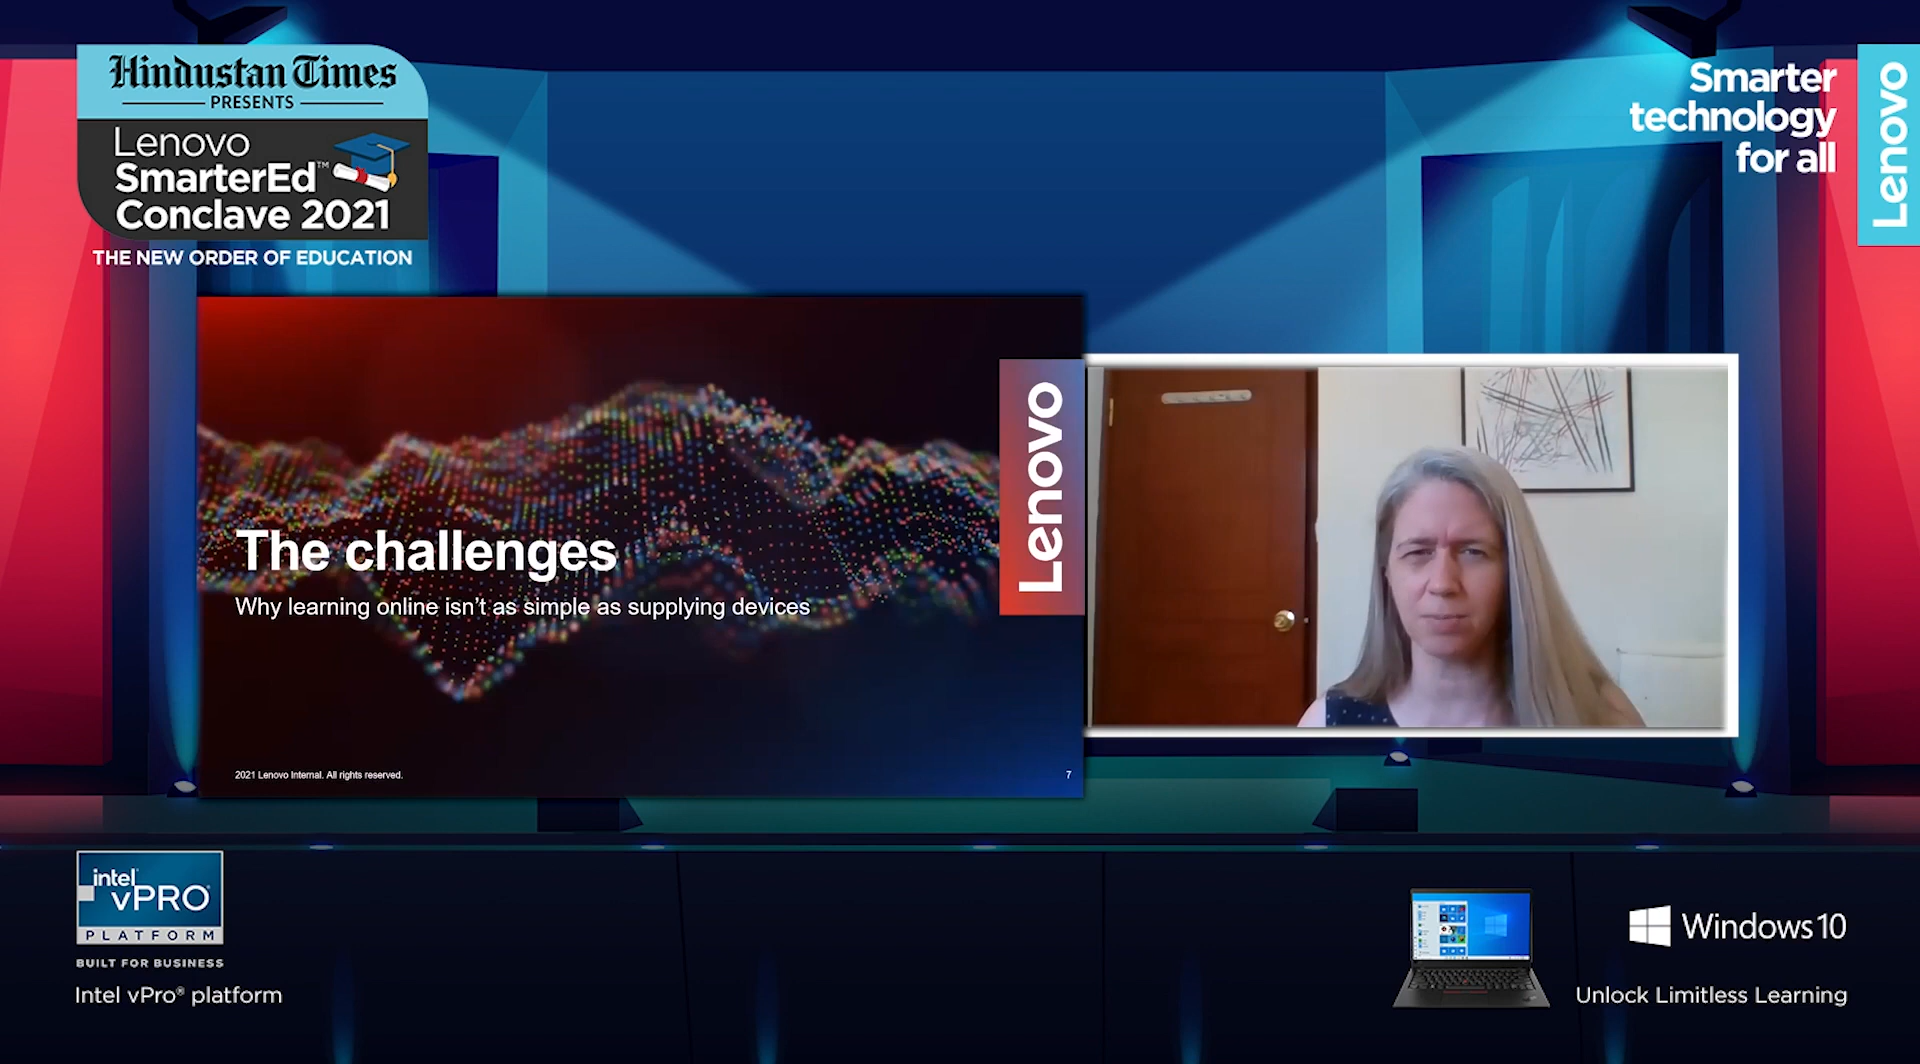 Hindustan Times
PRESENTS
Lenovo
SmarterEd™
Conclave 2021
THE NEW ORDER OF EDUCATION
Smarter
technology
for all
Lenovo
The challenges
Why learning online isn't as simple as supplying devices
2021 Lenovo Internal. All rights reserved.
7
Lenovo
intel
vPRO
PLATFORM
BUILT FOR BUSINESS
Intel vPro® platform
Windows 10
Unlock Limitless Learning